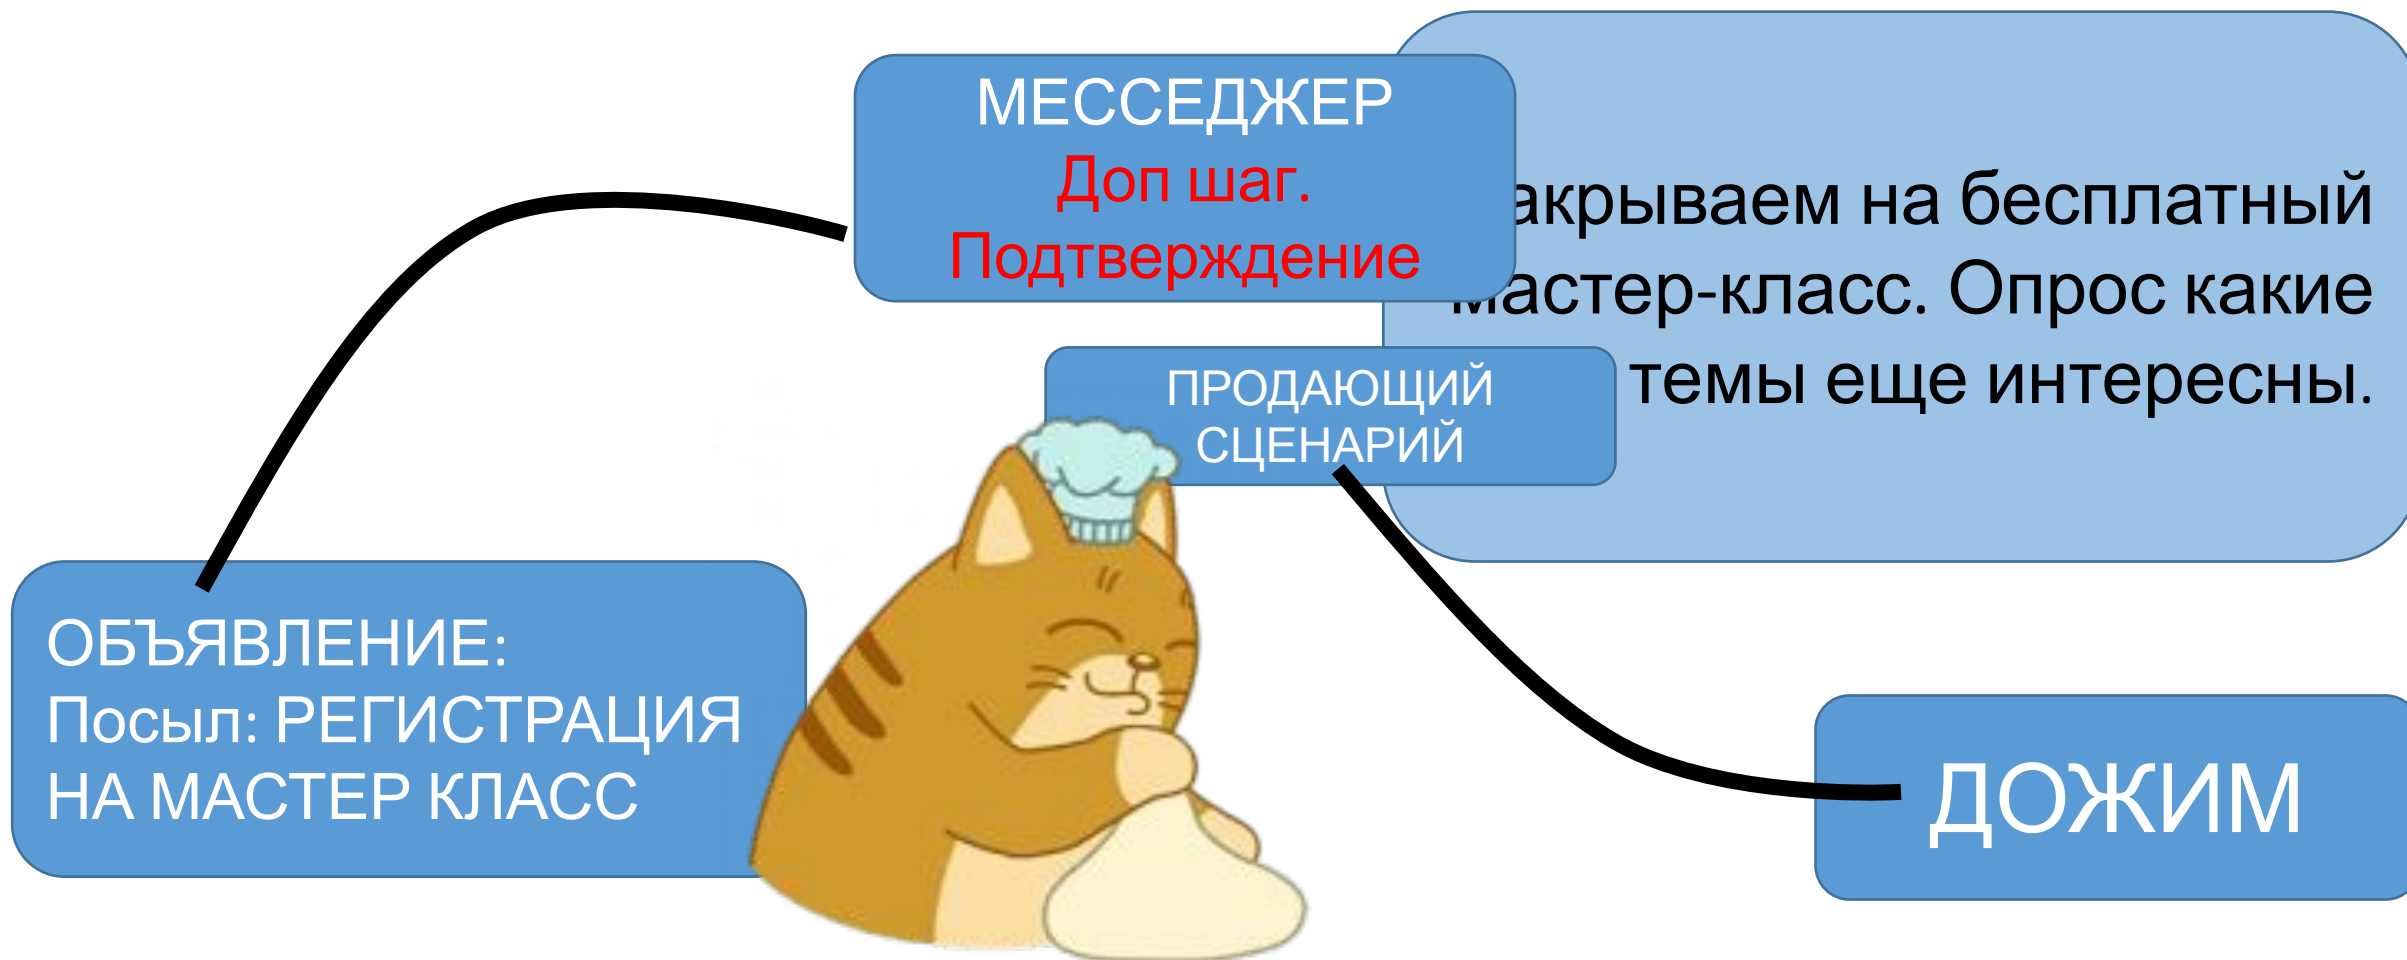 МЕССЕДЖЕР
Доп шаг.
Подтверждение
акрываем на бесплатный
мастер-класс. Опрос какие
темы еще интересны.
ПРОДАЮЩИЙ
СЦЕНАРИЙ
ОБЪЯВЛЕНИЕ:
Посыл: РЕГИСТРАЦИЯ
НА МАСТЕР КЛАСС
ДОЖИМ